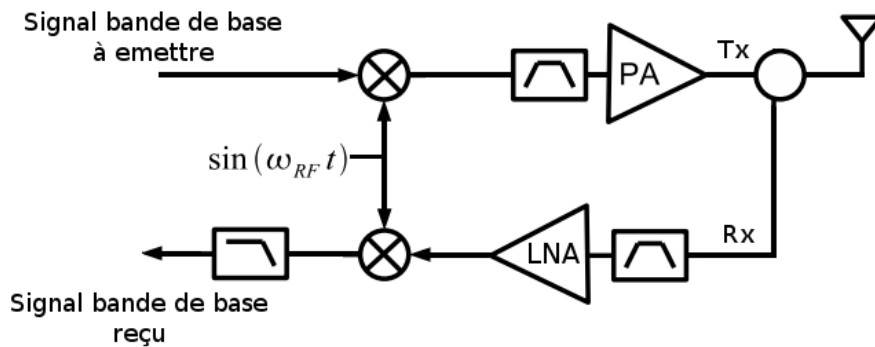 Signal bande de base
à emettre
PA
Tx
sin (ω_RF t)
LNA
Rx
Signal bande de base
reçu